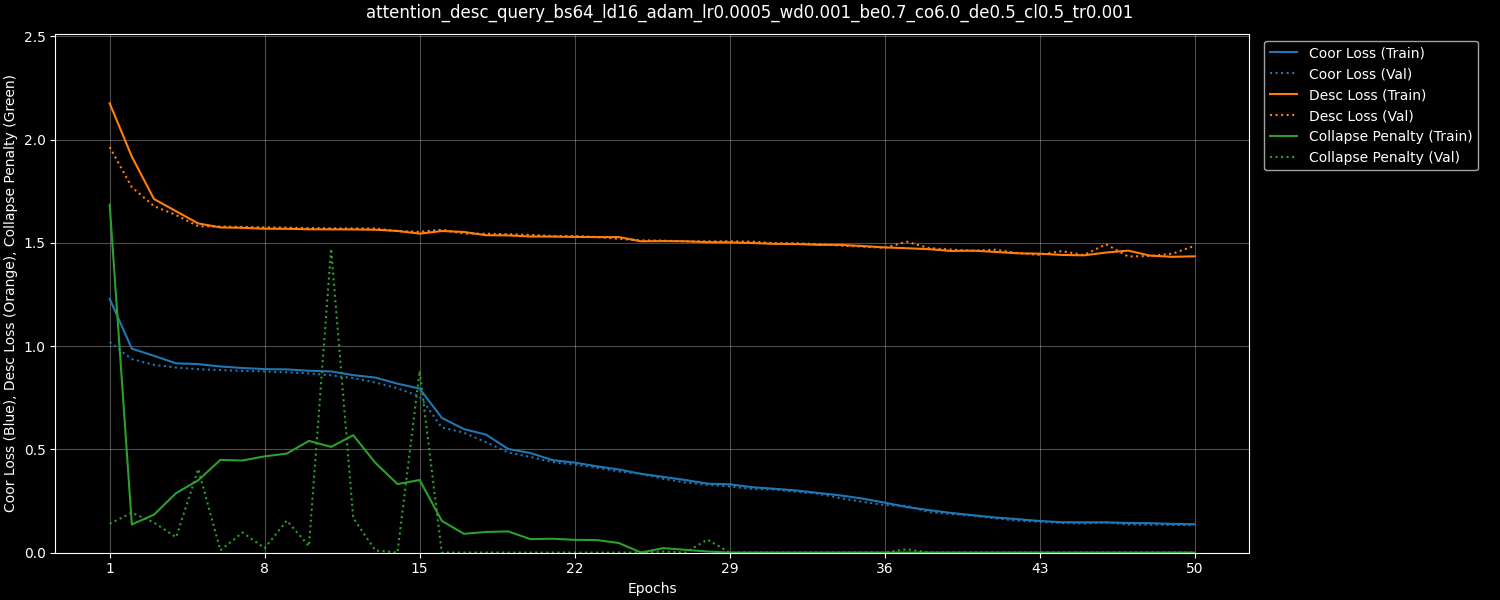 attention_desc_query_bs64_ld16_adam_lr0.0005_wd0.001_be0.7_co6.0_de0.5_cl0.5_tr0.001
Coor Loss (Blue), Desc Loss (Orange), Collapse Penalty (Green)
2.5
2.0
1.5
1.0
0.5
0.0
1
8
15
22
29
36
43
50
Epochs
Coor Loss (Train)
Coor Loss (Val)
Desc Loss (Train)
Desc Loss (Val)
Collapse Penalty (Train)
Collapse Penalty (Val)